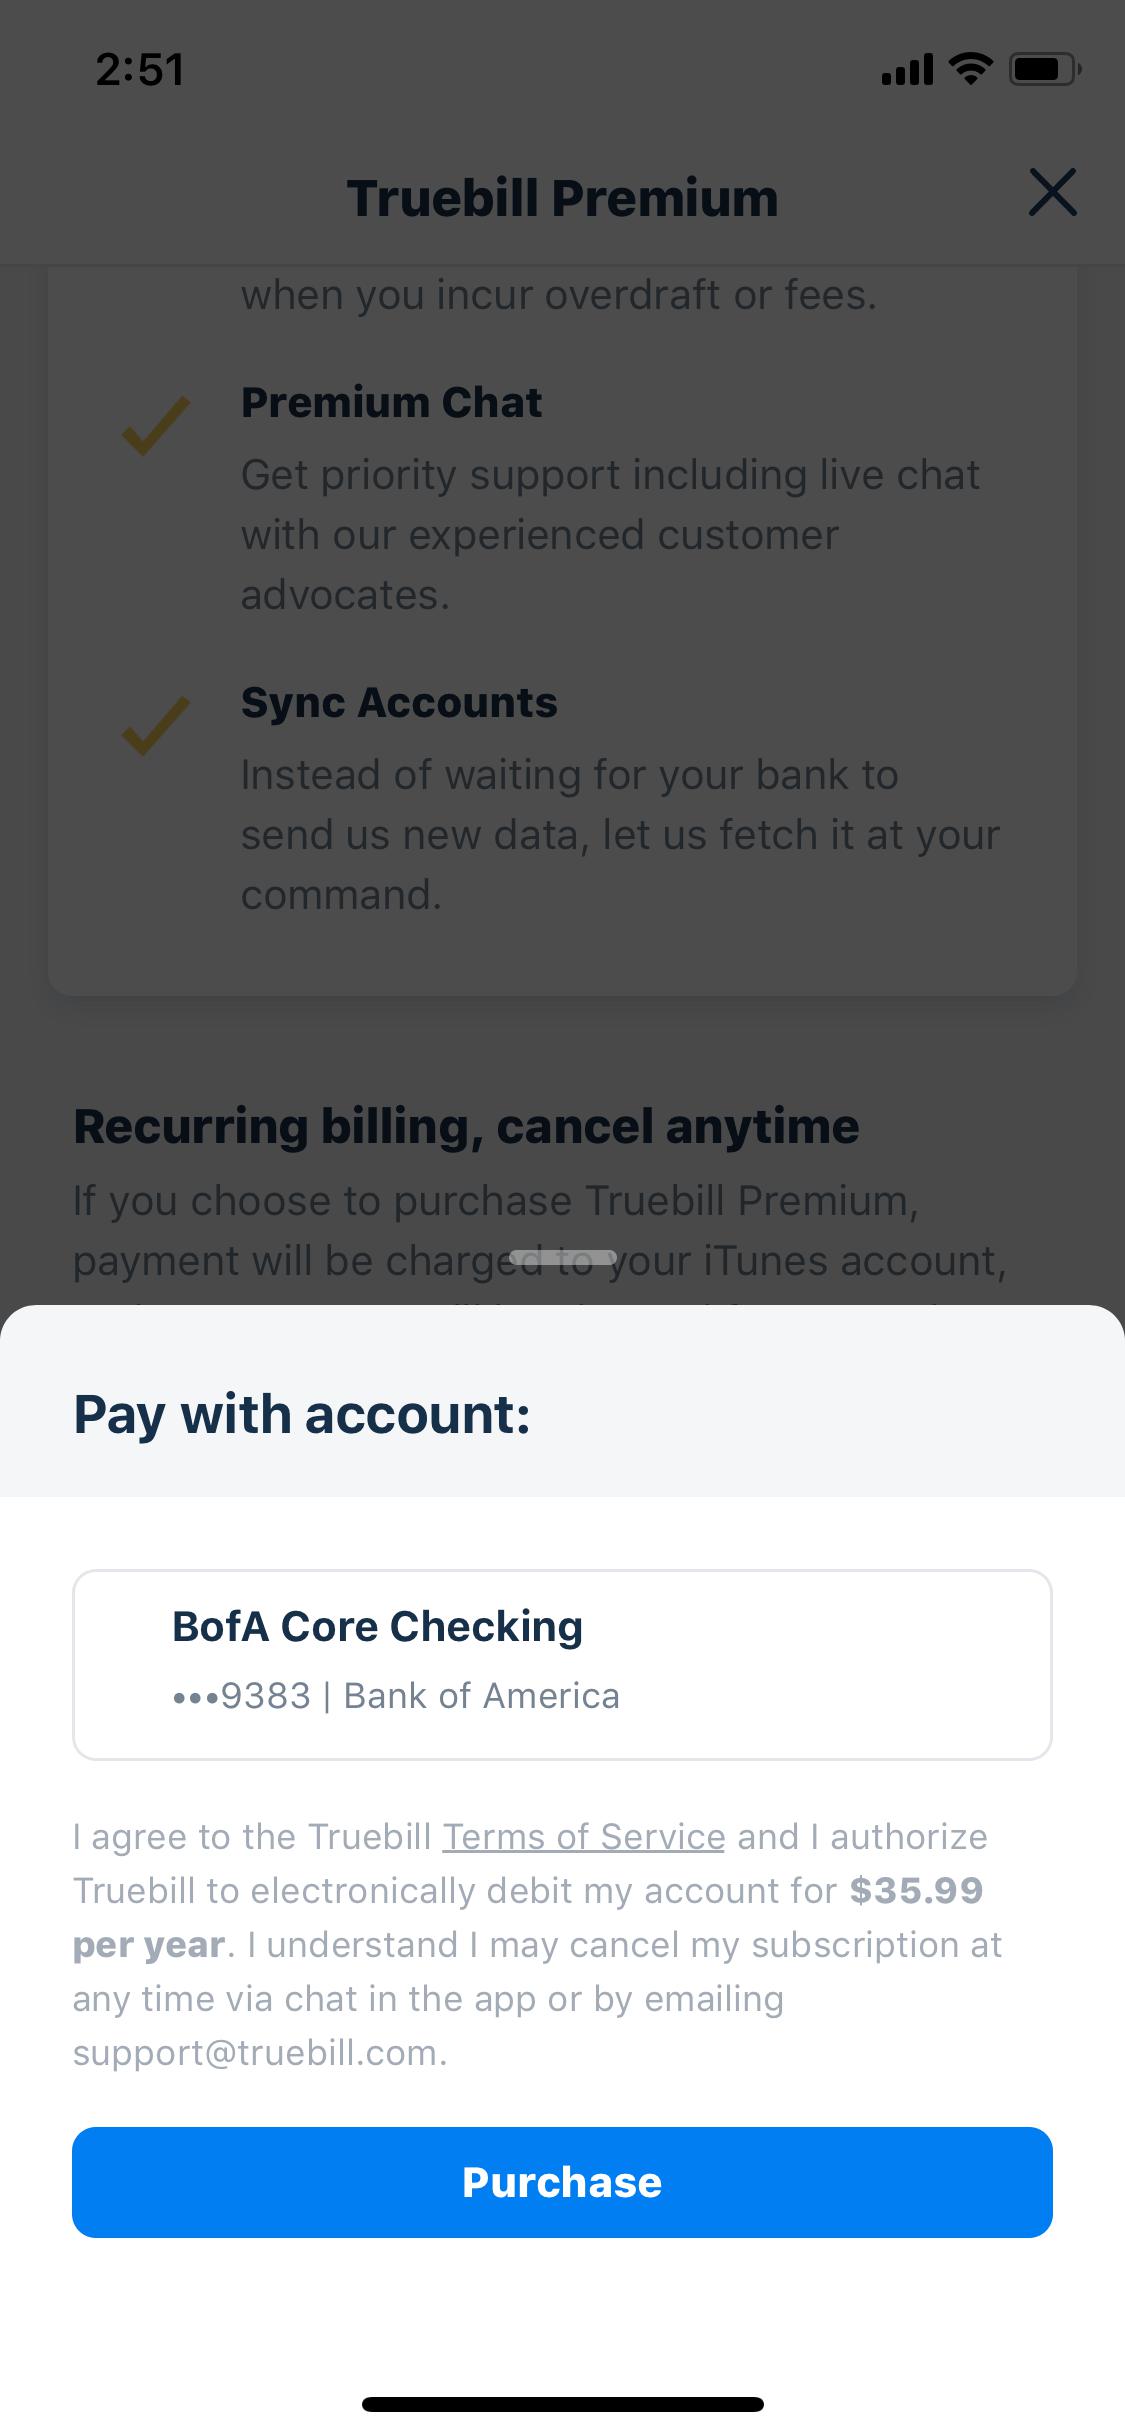 2:51
Truebill Premium
when you incur overdraft or fees.
Premium Chat
Get priority support including live chat
with our experienced customer
advocates.
Sync Accounts
Instead of waiting for your bank to
send us new data, let us fetch it at your
command.
Recurring billing, cancel anytime
If you choose to purchase Truebill Premium,
payment will be charged to your iTunes account,
Pay with account:
BofA Core Checking
•••9383 | Bank of America
I agree to the Truebill Terms of Service and I authorize
Truebill to electronically debit my account for $35.99
per year. I understand I may cancel my subscription at
any time via chat in the app or by emailing
support@truebill.com.
Purchase